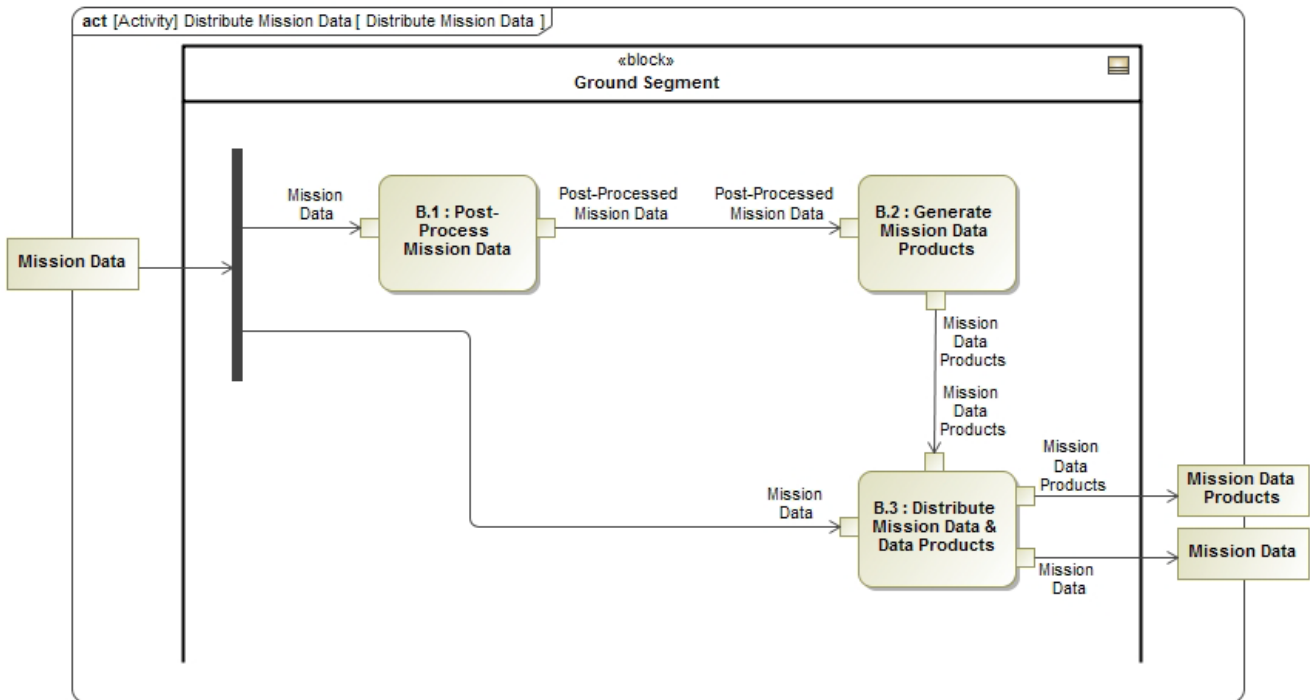 act [Activity] Distribute Mission Data [ Distribute Mission Data ]
«block»
Ground Segment
Mission Data
Mission
Data
B.1 : Post-
Process
Mission Data
Post-Processed
Mission Data
Post-Processed
Mission Data
B.2 : Generate
Mission Data
Products
Mission
Data
Products
Mission
Data
Products
Mission
Data
B.3 : Distribute
Mission Data &
Data Products
Mission
Data
Products
Mission Data
Products
Mission
Data
Mission Data